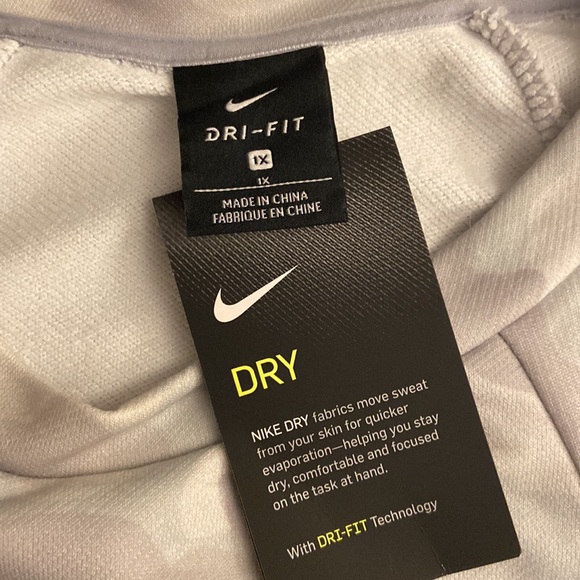 DRI-FIT
1X
1X
MADE IN CHINA
FABRIQUE EN CHINE
DRY
NIKE DRY fabrics move sweat
from your skin for quicker
evaporation—helping you stay
dry, comfortable and focused
on the task at hand.
With DRI-FIT Technology